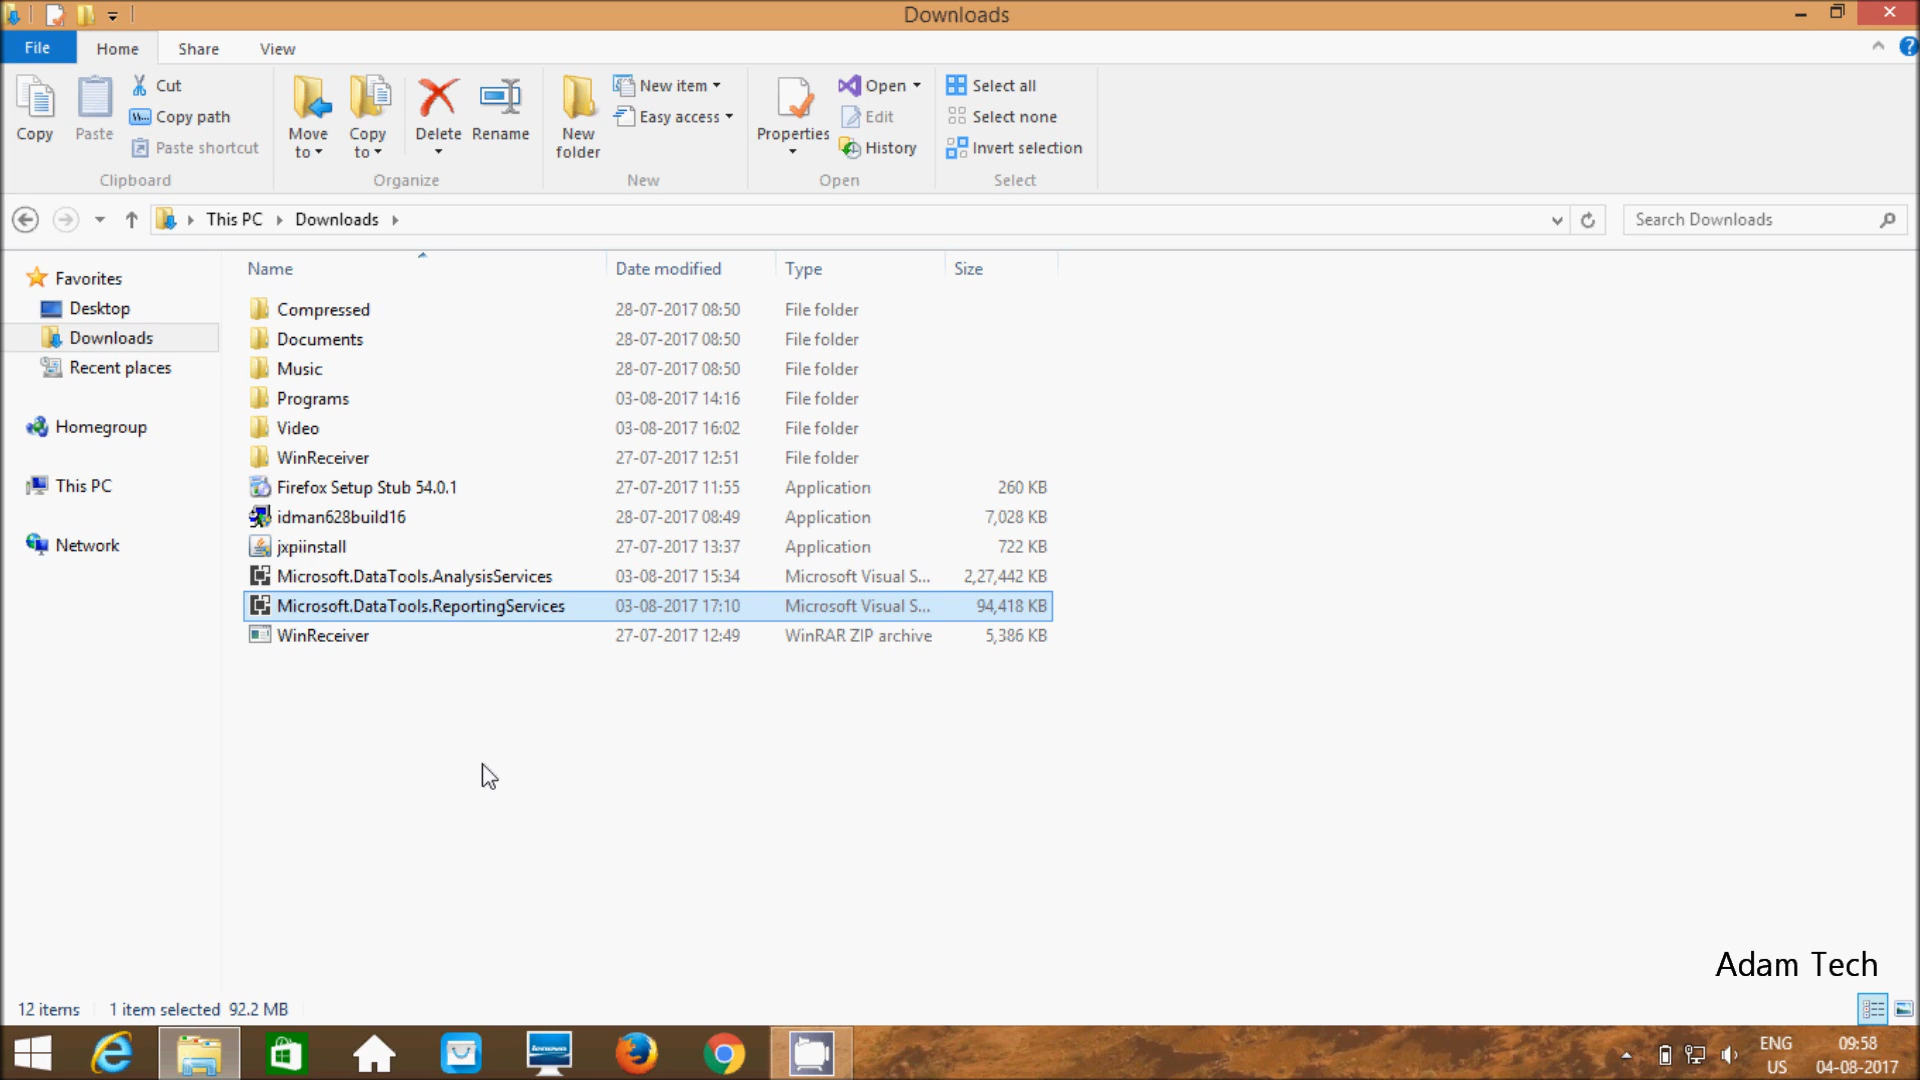 Downloads
File Home Share View
Copy
Paste
Cut
Copy path
Paste shortcut
Clipboard
Move to
Copy to
Delete
Rename
Organize
New folder
New item
Easy access
New
Properties
Open
Edit
History
Open
Select all
Select none
Invert selection
Select
This PC Downloads
Search Downloads
Favorites
Desktop
Downloads
Recent places
Homegroup
This PC
Network
Name Date modified Type Size
Compressed 28-07-2017 08:50 File folder
Documents 28-07-2017 08:50 File folder
Music 28-07-2017 08:50 File folder
Programs 03-08-2017 14:16 File folder
Video 03-08-2017 16:02 File folder
WinReceiver 27-07-2017 12:51 File folder
Firefox Setup Stub 54.0.1 27-07-2017 11:55 Application 260 KB
idman628build16 28-07-2017 08:49 Application 7,028 KB
jxpiinstall 27-07-2017 13:37 Application 722 KB
Microsoft.DataTools.AnalysisServices 03-08-2017 15:34 Microsoft Visual S... 2,27,442 KB
Microsoft.DataTools.ReportingServices 03-08-2017 17:10 Microsoft Visual S... 94,418 KB
WinReceiver 27-07-2017 12:49 WinRAR ZIP archive 5,386 KB
Adam Tech
12 items 1 item selected 92.2 MB
ENG
US
09:58
04-08-2017